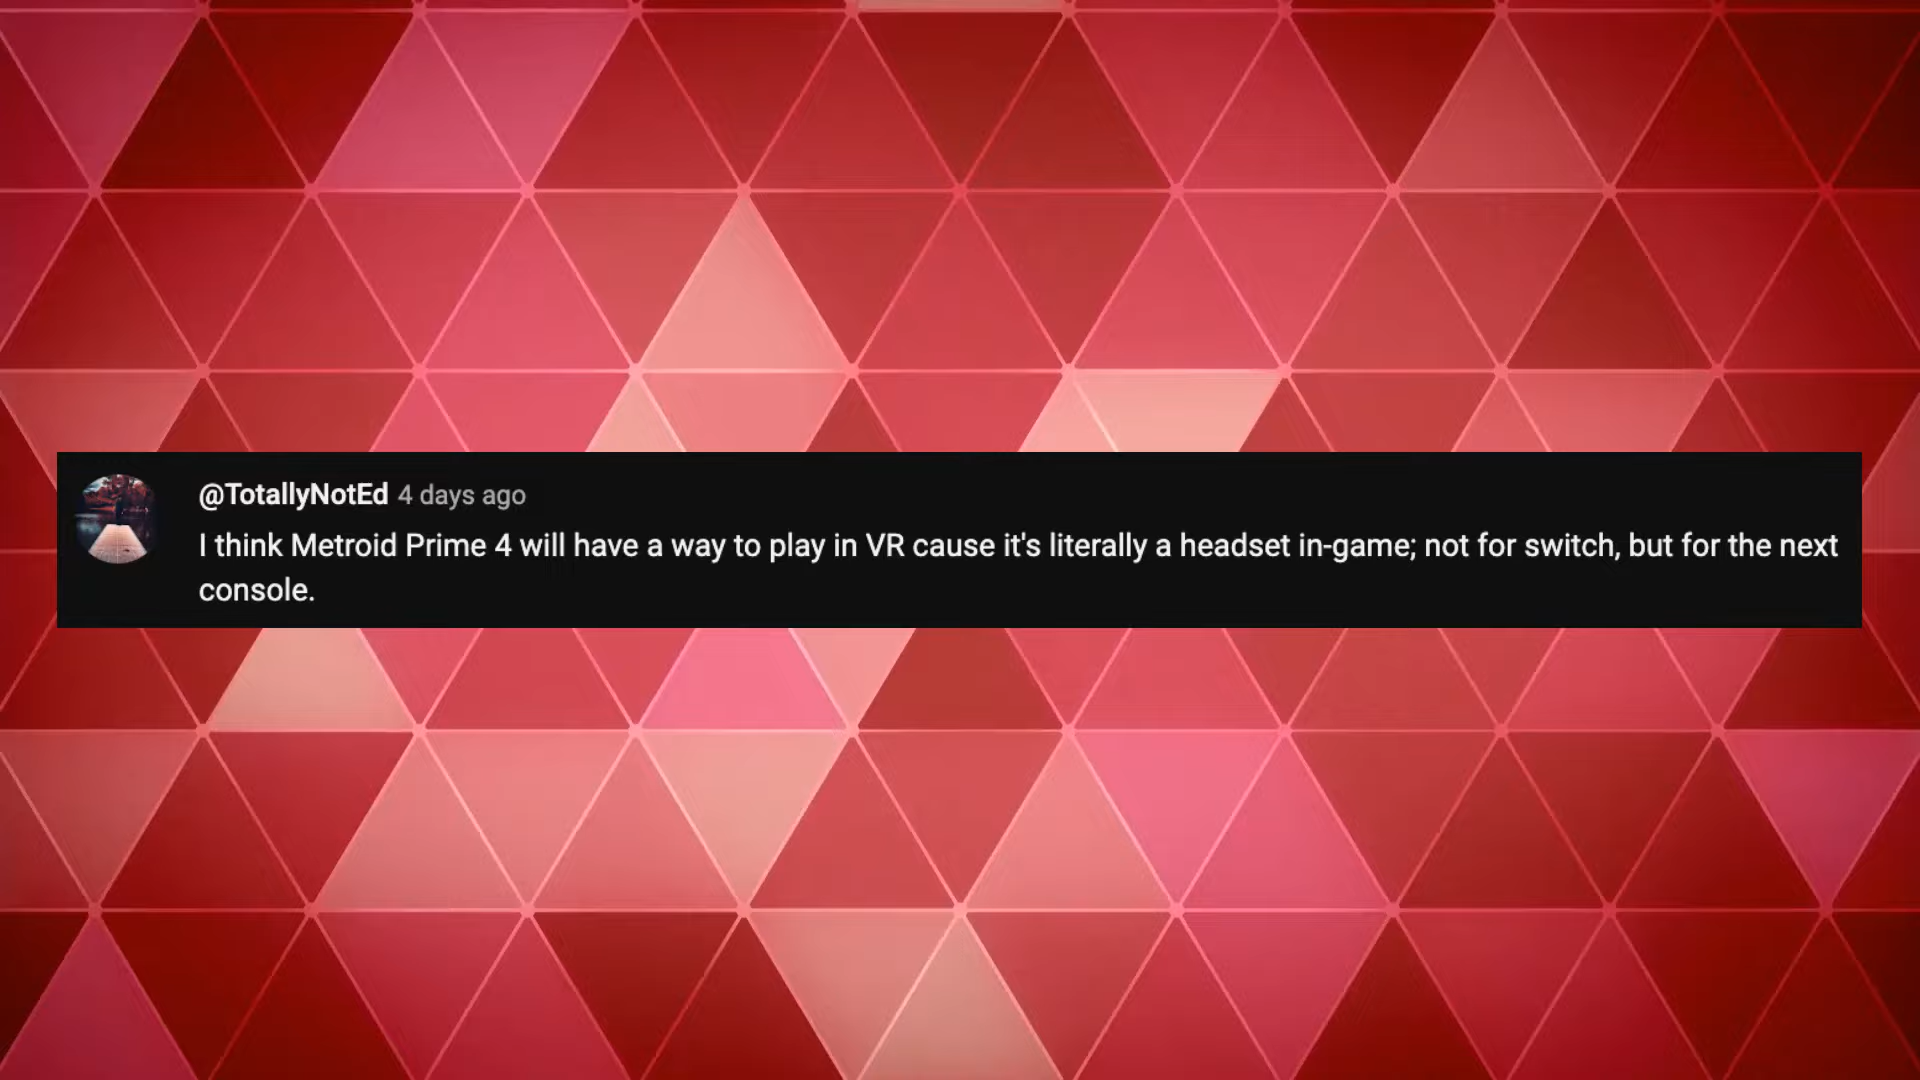 @TotallyNotEd 4 days ago
I think Metroid Prime 4 will have a way to play in VR cause it's literally a headset in-game; not for switch, but for the next
console.